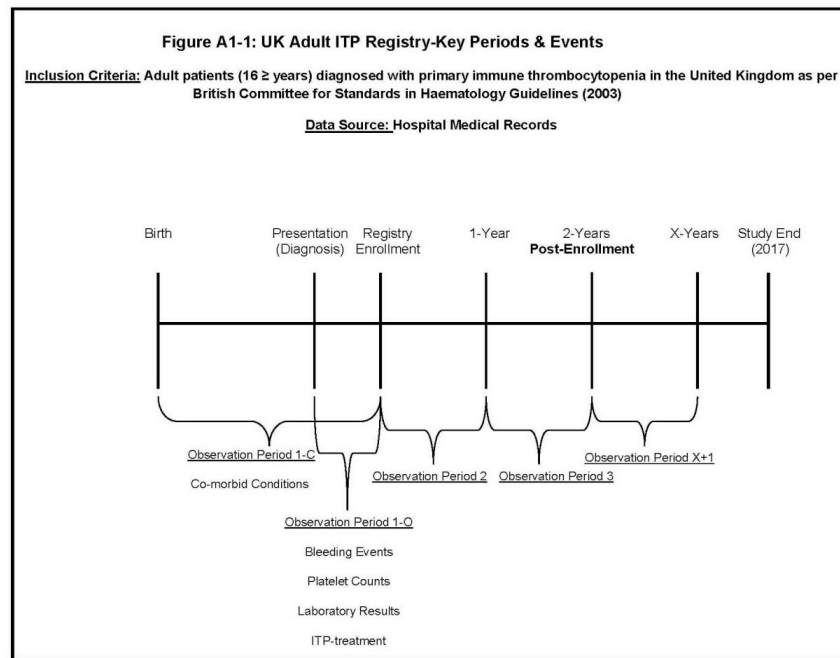 Figure A1-1: UK Adult ITP Registry-Key Periods & Events
Inclusion Criteria: Adult patients (16 ≥ years) diagnosed with primary immune thrombocytopenia in the United Kingdom as per
British Committee for Standards in Haematology Guidelines (2003)
Data Source: Hospital Medical Records
Birth
Presentation
(Diagnosis)
Registry
Enrollment
1-Year
2-Years
Post-Enrollment
X-Years
Study End
(2017)
Observation Period 1-C
Co-morbid Conditions
Observation Period 1-O
Bleeding Events
Platelet Counts
Laboratory Results
ITP-treatment
Observation Period 2
Observation Period 3
Observation Period X+1